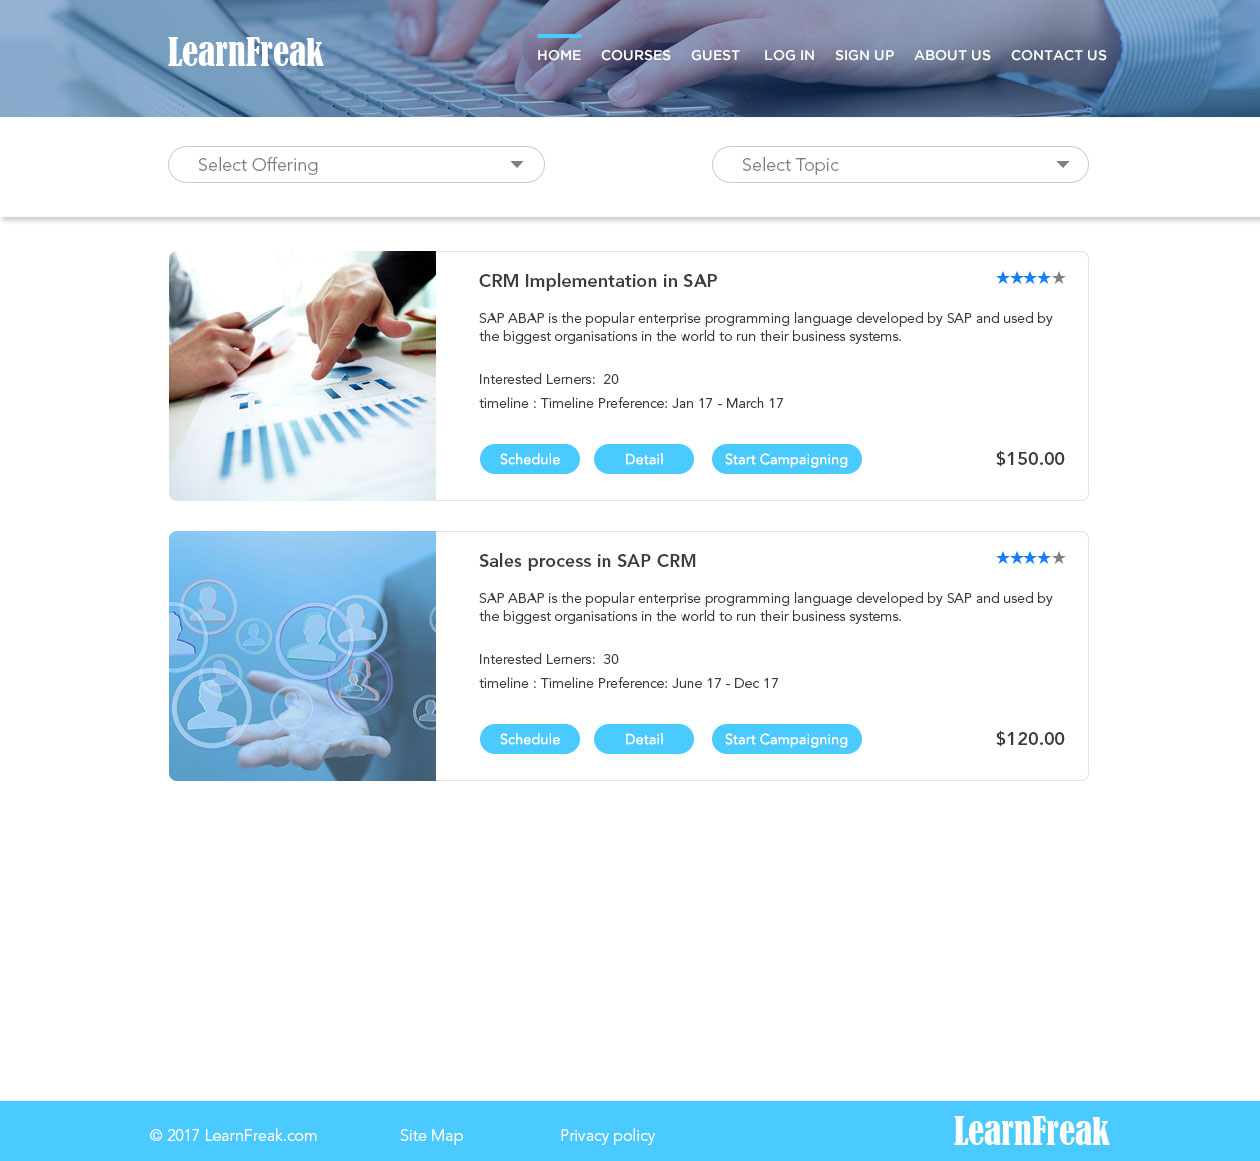 LearnFreak
HOME COURSES GUEST LOG IN SIGN UP ABOUT US CONTACT US
Select Offering
Select Topic
CRM Implementation in SAP
SAP ABAP is the popular enterprise programming language developed by SAP and used by
the biggest organisations in the world to run their business systems.
Interested Lerners: 20
timeline : Timeline Preference: Jan 17 - March 17
Schedule Detail Start Campaigning $150.00
Sales process in SAP CRM
SAP ABAP is the popular enterprise programming language developed by SAP and used by
the biggest organisations in the world to run their business systems.
Interested Lerners: 30
timeline : Timeline Preference: June 17 - Dec 17
Schedule Detail Start Campaigning $120.00
© 2017 LearnFreak.com Site Map Privacy policy LearnFreak